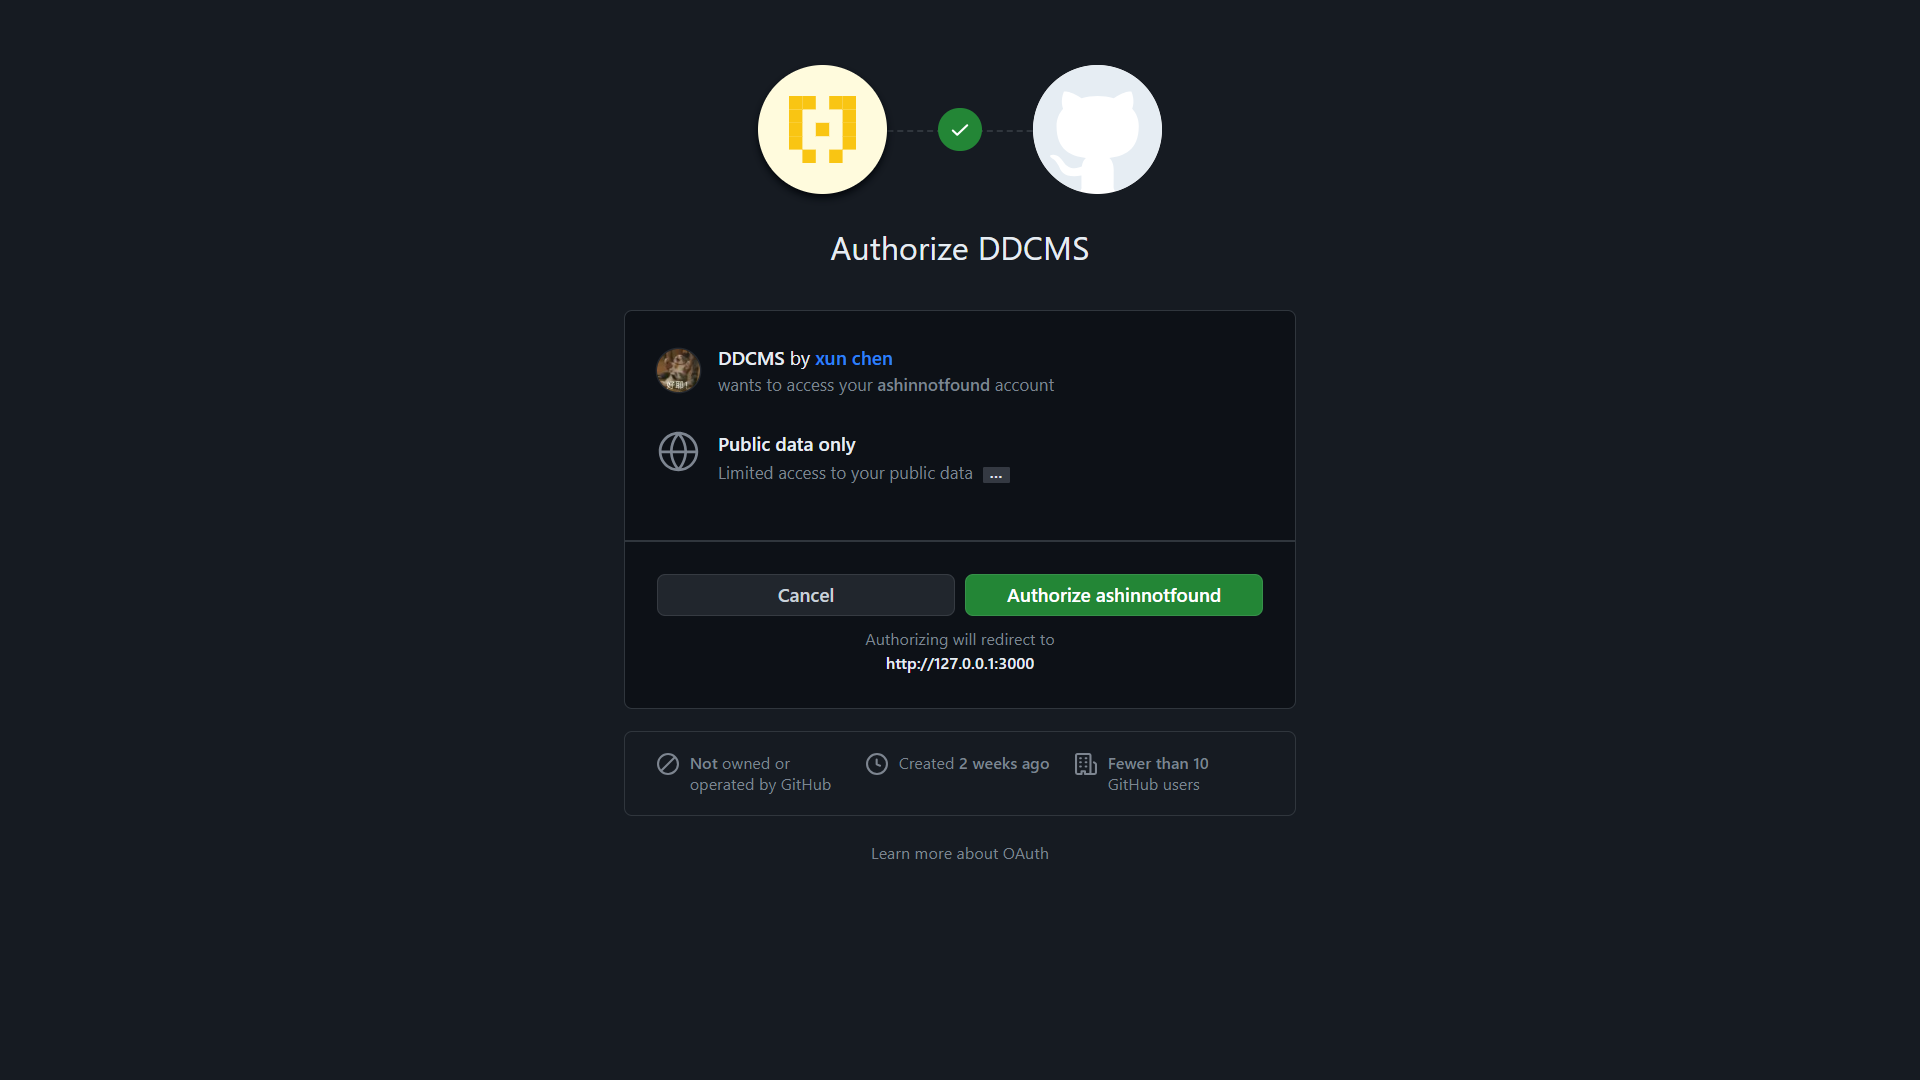 Authorize DDCMS
DDCMS by xun chen
wants to access your ashinnotfound account
Public data only
Limited access to your public data ...
Cancel
Authorize ashinnotfound
Authorizing will redirect to
http://127.0.0.1:3000
Not owned or
operated by GitHub
Created 2 weeks ago
Fewer than 10
GitHub users
Learn more about OAuth